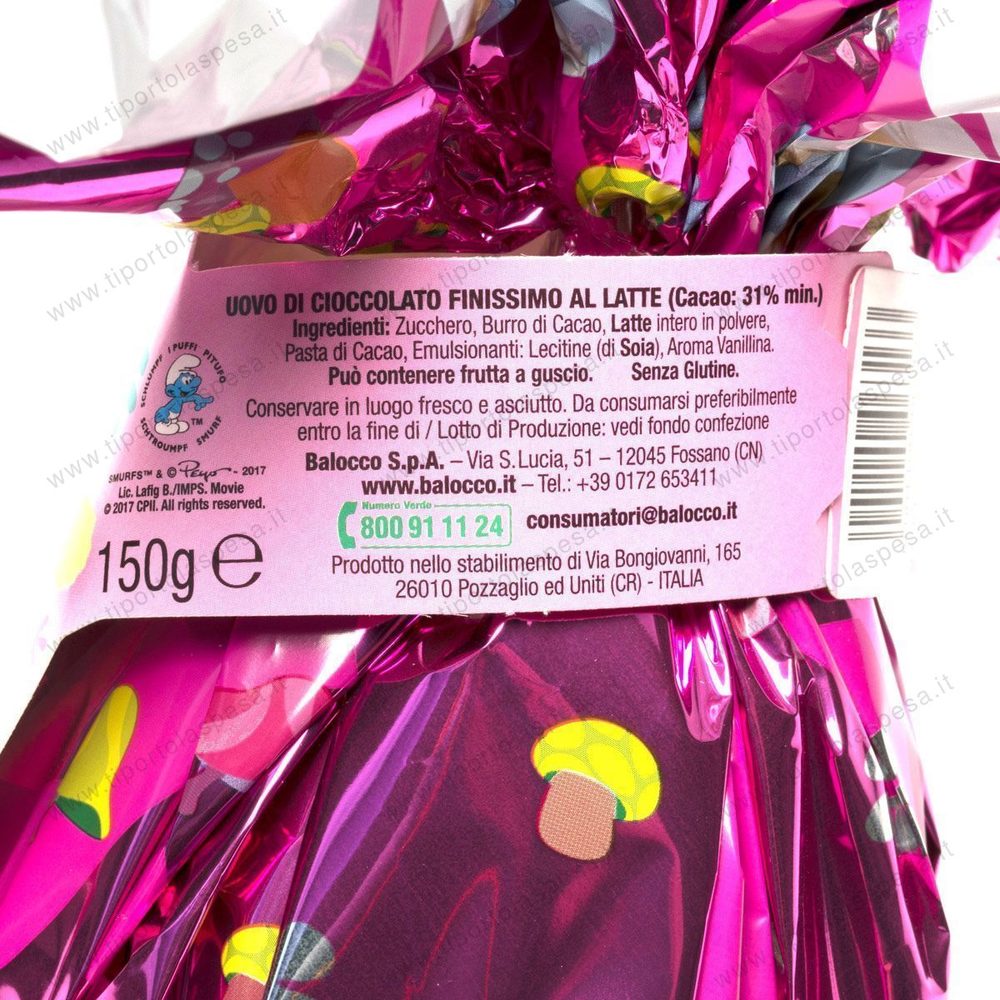 UOVO DI CIOCCOLATO FINISSIMO AL LATTE (Cacao: 31% min.)
Ingredienti: Zucchero, Burro di Cacao, Latte intero in polvere,
Pasta di Cacao, Emulsionanti: Lecitine (di Soia), Aroma Vanillina.
Può contenere frutta a guscio. Senza Glutine.
Conservare in luogo fresco e asciutto. Da consumarsi preferibilmente
entro la fine di / Lotto di Produzione: vedi fondo confezione
Balocco S.p.A. – Via S.Lucia, 51 – 12045 Fossano (CN)
www.balocco.it – Tel.: +39 0172 653411
Numero Verde
800 91 11 24 consumatori@balocco.it
Prodotto nello stabilimento di Via Bongiovanni, 165
26010 Pozzaglio ed Uniti (CR) - ITALIA
SCHLUMPF I PUFFI PITUFO
SCHTROUMPF SMURF
TM
SMURFS™ & © Peyo - 2017
Lic. Lafig B./IMPS. Movie
© 2017 CPII. All rights reserved.
150g e
www.tiportolaspesa.it